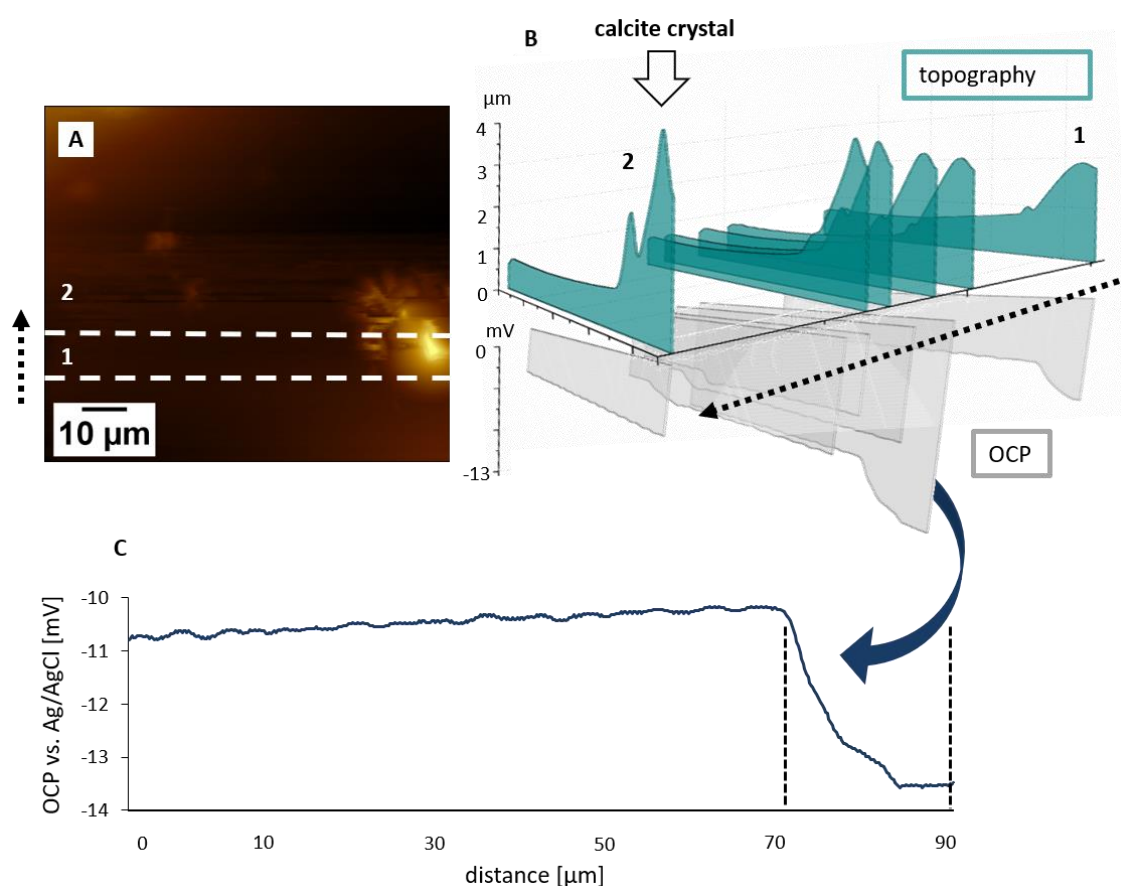 A
2
1
10 µm
B
calcite crystal
topography
µm
4
3
2
1
0
2
1
mV
0
-13
OCP
C
OCP vs. Ag/AgCl [mV]
-10
-11
-12
-13
-14
0
10
30
50
70
90
distance [µm]